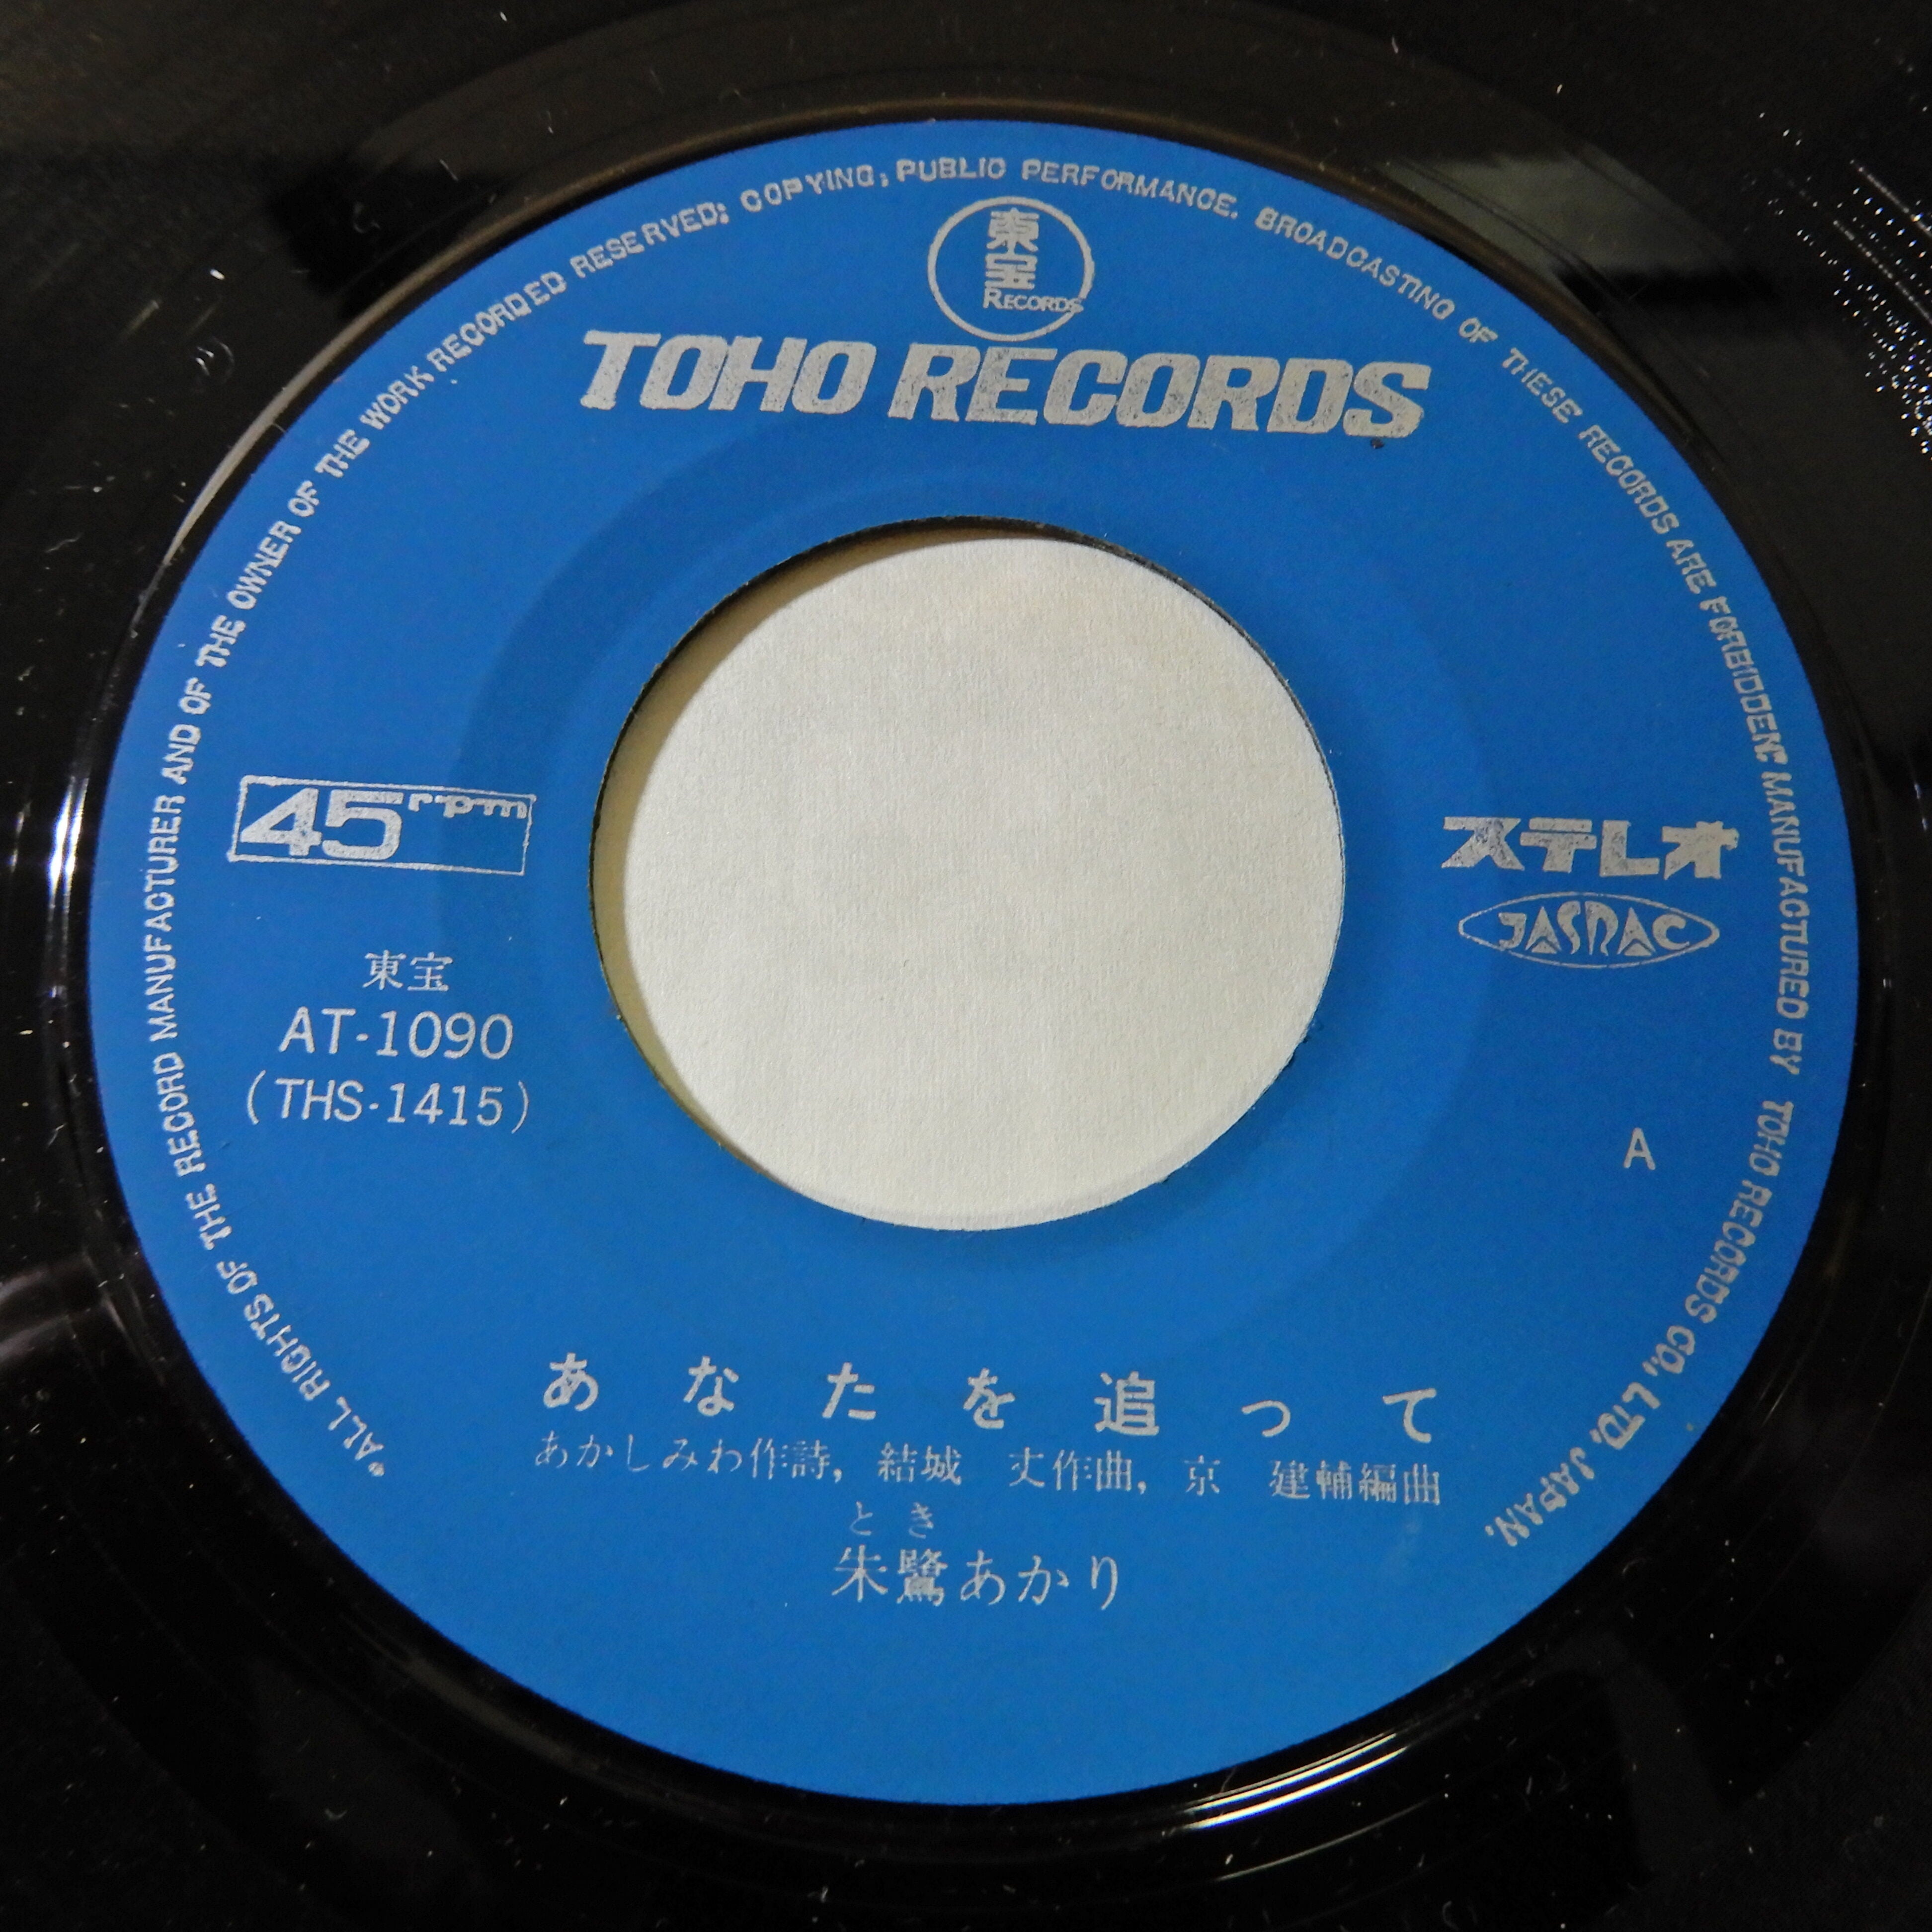 *ALL RIGHTS OF THE RECORD MANUFACTURER AND OF THE OWNER OF THE WORK RECORDED RESERVED; COPYING, PUBLIC PERFORMANCE. BROADCASTING OF THESE RECORDS ARE FORBIDDEN; MANUFACTURED BY TOHO RECORDS CO., LTD, JAPAN.
東宝
RECORDS
TOHO RECORDS
45rpm
ステレオ
JASRAC
東宝
AT-1090
(THS-1415)
A
あなたを追って
あかしみわ作詩, 結城 丈作曲, 京 建輔編曲
とき
朱鷺あかり